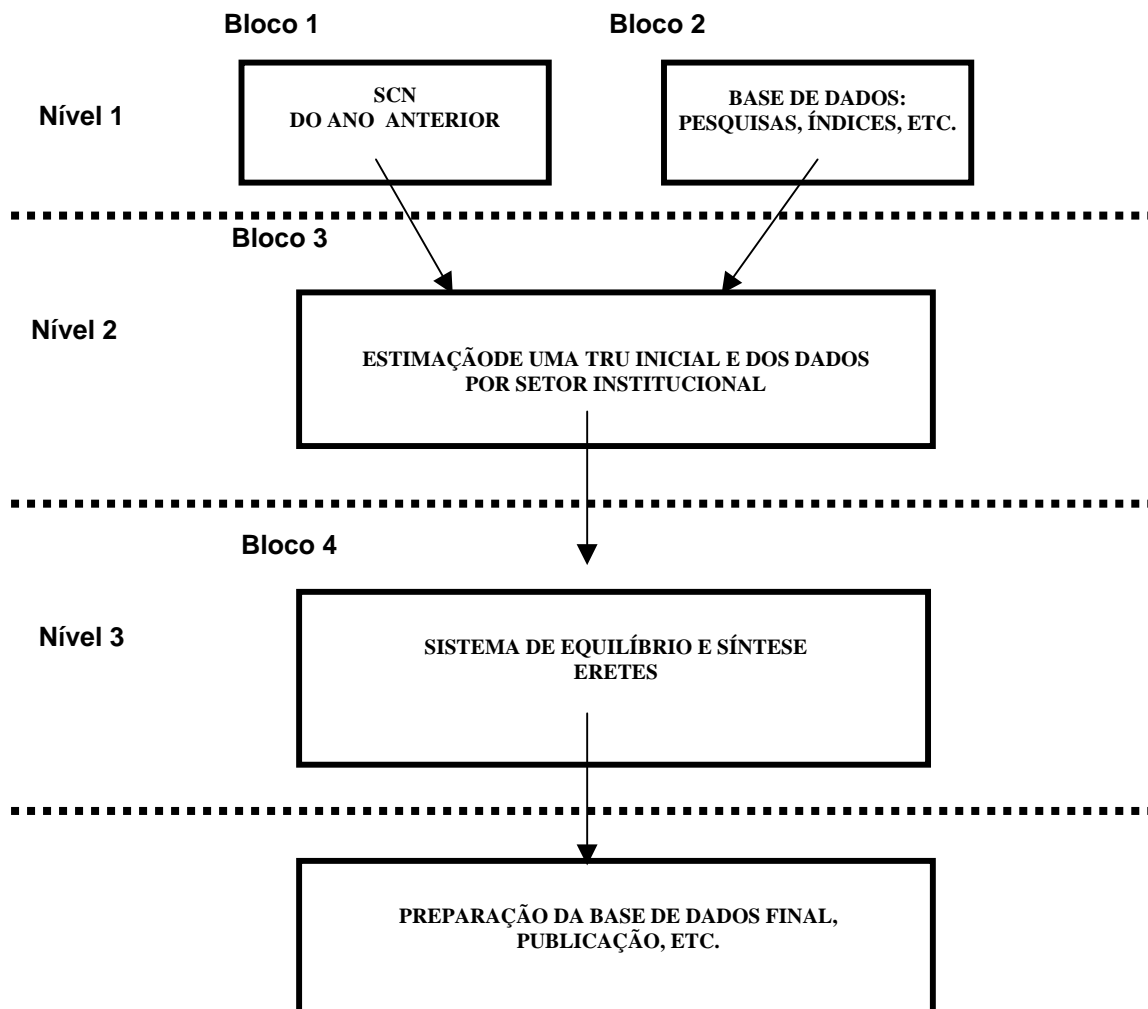 Bloco 1
Bloco 2
Nível 1
SCN
DO ANO ANTERIOR
BASE DE DADOS:
PESQUISAS, ÍNDICES, ETC.
Bloco 3
Nível 2
ESTIMAÇÃODE UMA TRU INICIAL E DOS DADOS
POR SETOR INSTITUCIONAL
Bloco 4
Nível 3
SISTEMA DE EQUILÍBRIO E SÍNTESE
ERETES
PREPARAÇÃO DA BASE DE DADOS FINAL,
PUBLICAÇÃO, ETC.